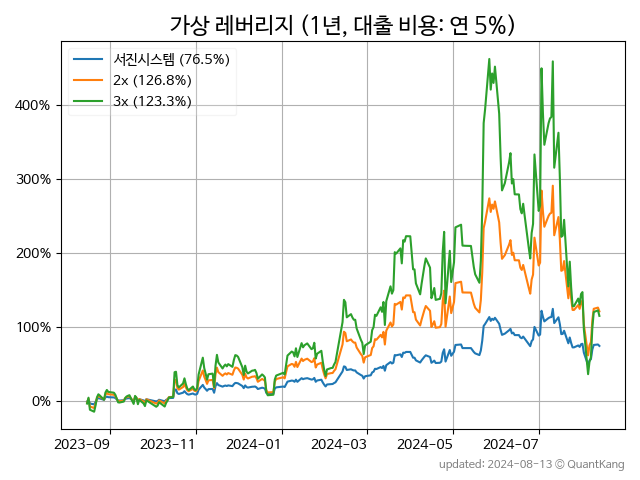 가상 레버리지 (1년, 대출 비용: 연 5%)
서진시스템 (76.5%)
2x (126.8%)
3x (123.3%)
400%
300%
200%
100%
0%
2023-09
2023-11
2024-01
2024-03
2024-05
2024-07
updated: 2024-08-13 © QuantKang